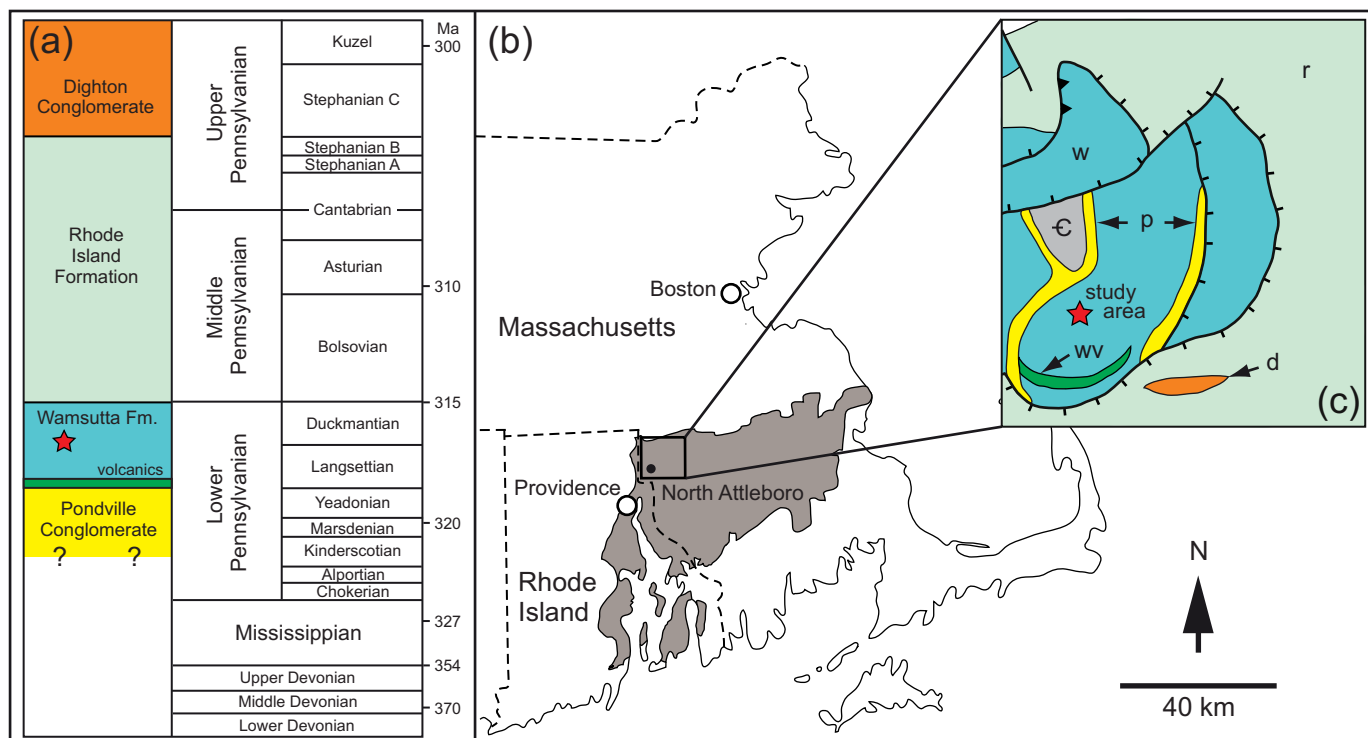 (a)
Dighton
Conglomerate
Rhode
Island
Formation
Wamsutta Fm.
volcanics
Pondville
Conglomerate
? ?
Upper
Pennsylvanian
Middle
Pennsylvanian
Lower
Pennsylvanian
Kuzel
Stephanian C
Stephanian B
Stephanian A
Cantabrian
Asturian
Bolsovian
Duckmantian
Langsettian
Yeadonian
Marsdenian
Kinderscotian
Alportian
Chokerian
Mississippian
Upper Devonian
Middle Devonian
Lower Devonian
Ma
300
310
315
320
327
354
370
(b)
Boston
Massachusetts
Providence
North Attleboro
Rhode
Island
N
40 km
r
w
Ꞓ
p
study
area
wv
d
(c)